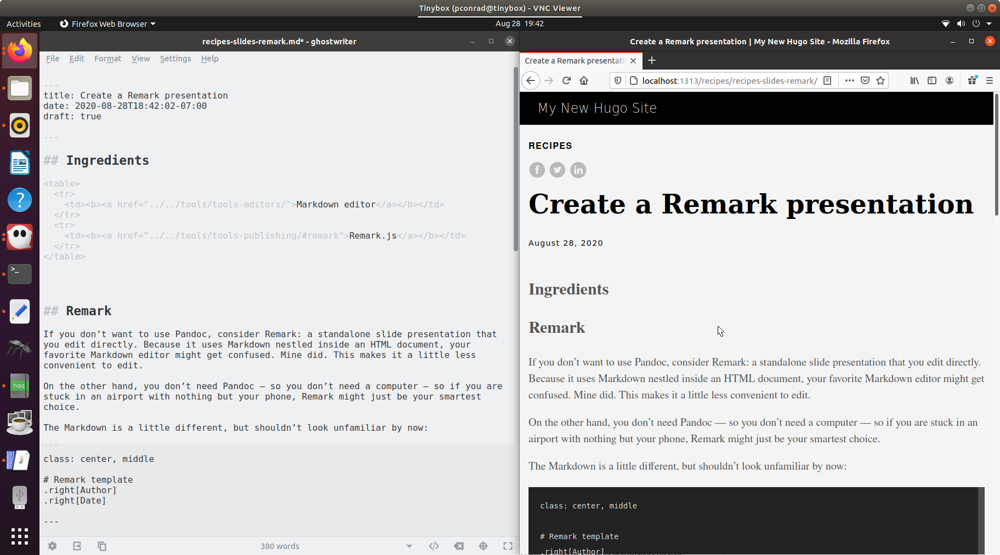 Tinybox (pconrad@tinybox) - VNC Viewer
Activities
Firefox Web Browser
Aug 28 19:42
recipes-slides-remark.md* - ghostwriter
File Edit Format View Settings Help
---
title: Create a Remark presentation
date: 2020-08-28T18:42:02-07:00
draft: true
---
## Ingredients
<table>
  <tr>
    <td><b><a href="../../tools/tools-editors/">Markdown editor</a></b></td>
  </tr>
  <tr>
    <td><b><a href="../../tools/tools-publishing/#remark">Remark.js</a></b></td>
  </tr>
</table>
## Remark
If you don’t want to use Pandoc, consider Remark: a standalone slide presentation that
you edit directly. Because it uses Markdown nestled inside an HTML document, your
favorite Markdown editor might get confused. Mine did. This makes it a little less
convenient to edit.
On the other hand, you don’t need Pandoc — so you don’t need a computer — so if you are
stuck in an airport with nothing but your phone, Remark might just be your smartest
choice.
The Markdown is a little different, but shouldn’t look unfamiliar by now:
```
class: center, middle
# Remark template
.right[Author]
.right[Date]
---
380 words
Create a Remark presentation | My New Hugo Site - Mozilla Firefox
Create a Remark presentati
localhost:1313/recipes/recipes-slides-remark/
My New Hugo Site
RECIPES
f
in
Create a Remark presentation
August 28, 2020
Ingredients
Remark
If you don’t want to use Pandoc, consider Remark: a standalone slide presentation that you edit directly.
Because it uses Markdown nestled inside an HTML document, your favorite Markdown editor might get
confused. Mine did. This makes it a little less convenient to edit.
On the other hand, you don’t need Pandoc — so you don’t need a computer — so if you are stuck in an
airport with nothing but your phone, Remark might just be your smartest choice.
The Markdown is a little different, but shouldn’t look unfamiliar by now:
class: center, middle
# Remark template
.right[Author]
?
>_
nqq